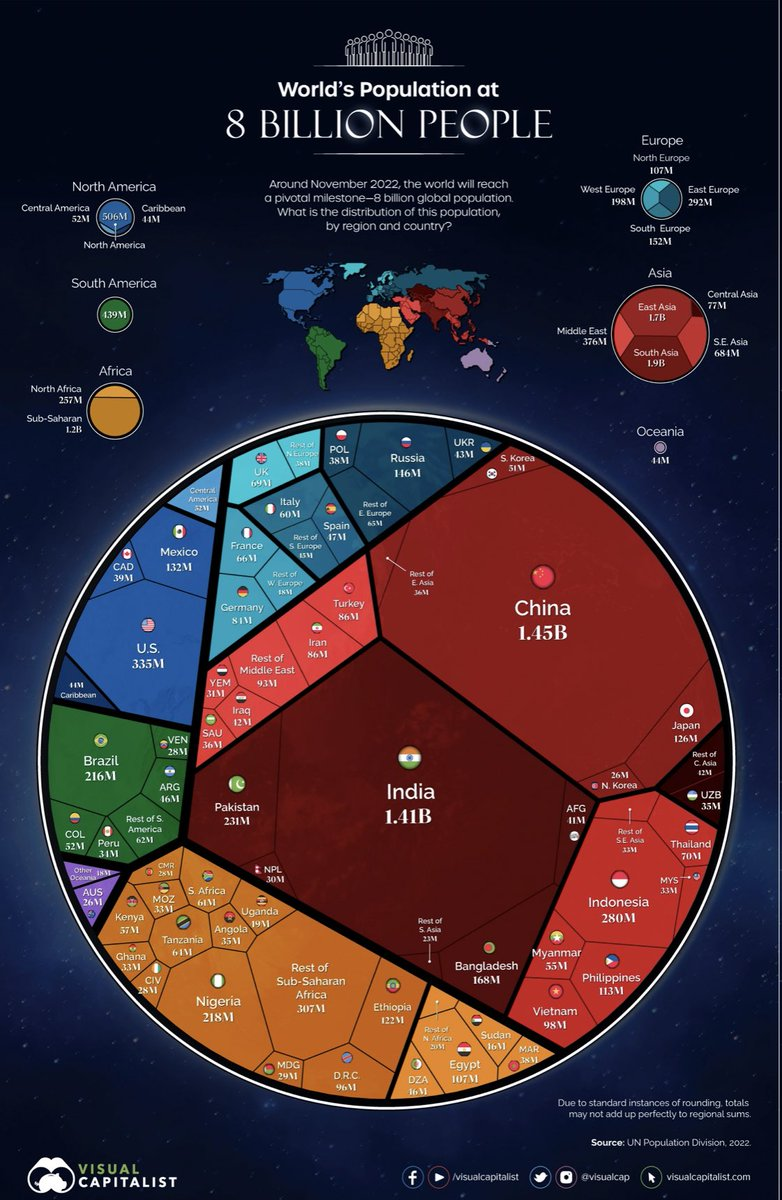 World's Population at
8 BILLION PEOPLE
Around November 2022, the world will reach
a pivotal milestone—8 billion global population.
What is the distribution of this population,
by region and country?
North America
Central America
52M
506M
Caribbean
44M
North America
South America
439M
Africa
North Africa
257M
Sub-Saharan
1.2B
Europe
North Europe
107M
West Europe
198M
East Europe
292M
South Europe
152M
Asia
East Asia
1.7B
Central Asia
77M
Middle East
376M
South Asia
1.9B
S.E. Asia
684M
Oceania
44M
UK
69M
Rest of
N.Europe
38M
POL
38M
Russia
146M
UKR
43M
Rest of
E. Europe
65M
Italy
60M
Spain
47M
Rest of
S. Europe
45M
France
66M
Rest of
W. Europe
48M
Germany
84M
Central
America
52M
Mexico
132M
CAD
39M
U.S.
335M
44M
Caribbean
S. Korea
51M
Rest of
E. Asia
36M
China
1.45B
Japan
126M
26M
N. Korea
Turkey
86M
Iran
86M
Rest of
Middle East
93M
YEM
31M
Iraq
42M
SAU
36M
Rest of
C. Asia
42M
UZB
35M
Brazil
216M
VEN
28M
ARG
46M
Rest of S.
America
62M
COL
52M
Peru
34M
India
1.41B
Pakistan
231M
AFG
41M
NPL
30M
Rest of
S. Asia
23M
Bangladesh
168M
Rest of
S.E. Asia
33M
Thailand
70M
MYS
33M
Indonesia
280M
Myanmar
55M
Philippines
113M
Vietnam
98M
Other
Oceania
18M
AUS
26M
CMR
28M
MOZ
33M
S. Africa
61M
Uganda
49M
Kenya
57M
Tanzania
64M
Angola
35M
Ghana
33M
CIV
28M
Nigeria
218M
Rest of
Sub-Saharan
Africa
307M
Ethiopia
122M
MDG
29M
D.R.C.
96M
Rest of
N. Africa
20M
Sudan
46M
Egypt
107M
MAR
38M
DZA
46M
Due to standard instances of rounding, totals
may not add up perfectly to regional sums.
Source: UN Population Division, 2022.
VISUAL
CAPITALIST
/visualcapitalist
@visualcap
visualcapitalist.com